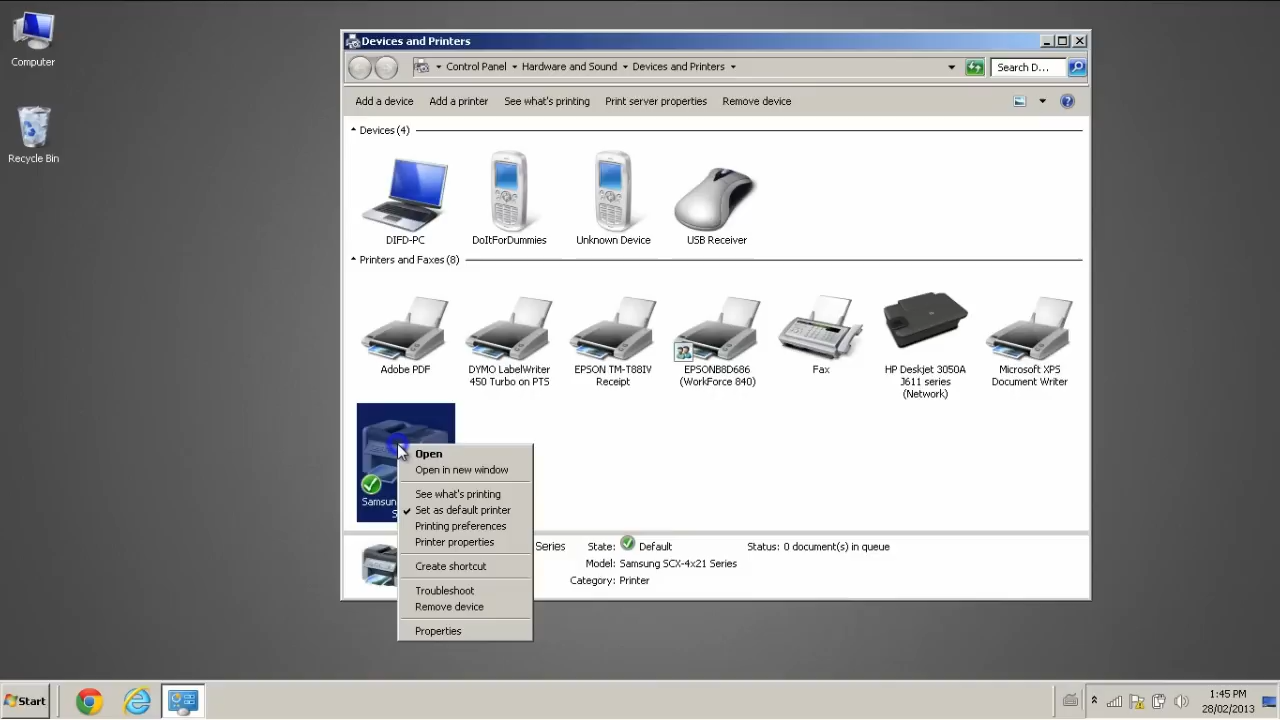 Computer
Recycle Bin
Devices and Printers
Control Panel
Hardware and Sound
Devices and Printers
Search D...
Add a device
Add a printer
See what's printing
Print server properties
Remove device
Devices (4)
DIFD-PC
DoItForDummies
Unknown Device
USB Receiver
Printers and Faxes (8)
Adobe PDF
DYMO LabelWriter
450 Turbo on PTS
EPSON TM-T88IV
Receipt
EPSONB8D686
(WorkForce 840)
Fax
HP Deskjet 3050A
J611 series
(Network)
Microsoft XPS
Document Writer
Samsun
S
Open
Open in new window
See what's printing
Set as default printer
Printing preferences
Printer properties
Create shortcut
Troubleshoot
Remove device
Properties
Series
State: Default
Status: 0 document(s) in queue
Model: Samsung SCX-4x21 Series
Category: Printer
Start
1:45 PM
28/02/2013